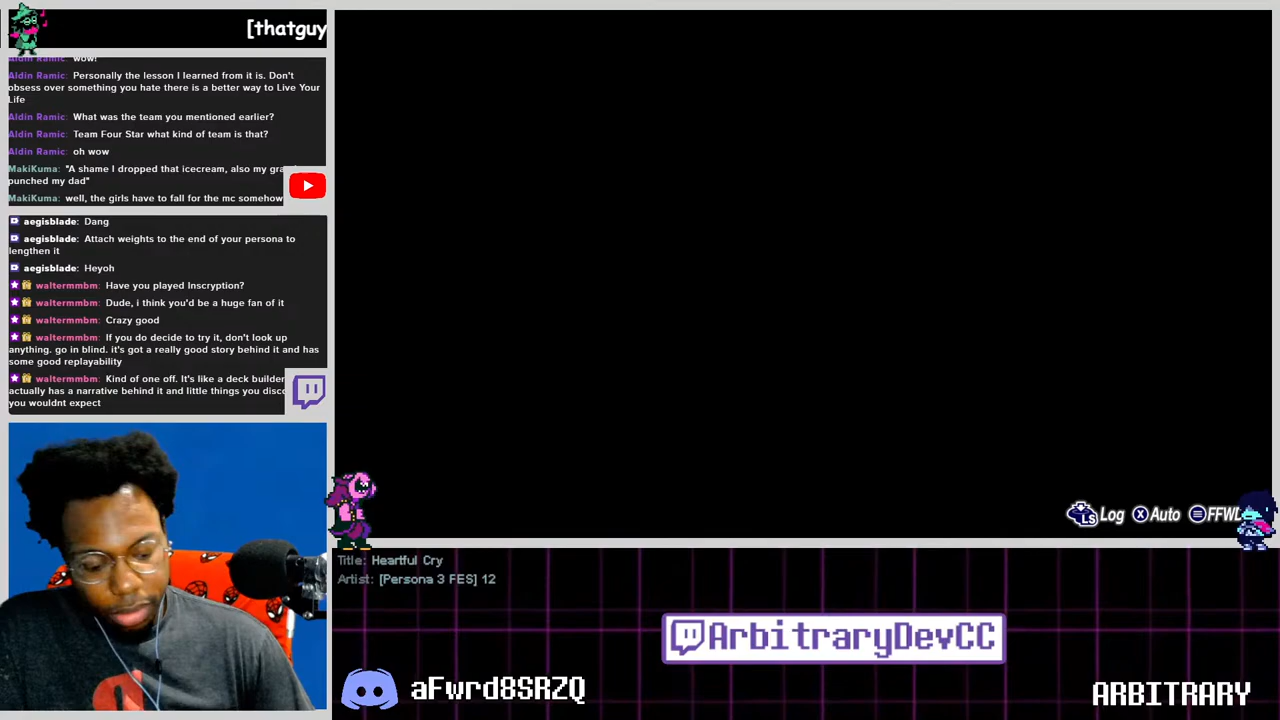 [thatguy
Aldin Ramic: wow!
Aldin Ramic: Personally the lesson I learned from it is. Don't
obsess over something you hate there is a better way to Live Your
Life
Aldin Ramic: What was the team you mentioned earlier?
Aldin Ramic: Team Four Star what kind of team is that?
Aldin Ramic: oh wow
MakiKuma: "A shame I dropped that icecream, also my
punched my dad"
MakiKuma: well, the girls have to fall for the mc somehow
aegisblade: Dang
aegisblade: Attach weights to the end of your persona to
lengthen it
aegisblade: Heyoh
waltermmbm: Have you played Inscryption?
waltermmbm: Dude, i think you'd be a huge fan of it
waltermmbm: Crazy good
waltermmbm: If you do decide to try it, don't look up
anything. go in blind. it's got a really good story behind it and has
some good replayability
waltermmbm: Kind of one off. It's like a deck builder
actually has a narrative behind it and little things you
you wouldnt expect
LS Log X Auto FFWD
Title: Heartful Cry
Artist: [Persona 3 FES] 12
ArbitraryDevCC
aFwrd8SRZQ
ARBITRARY